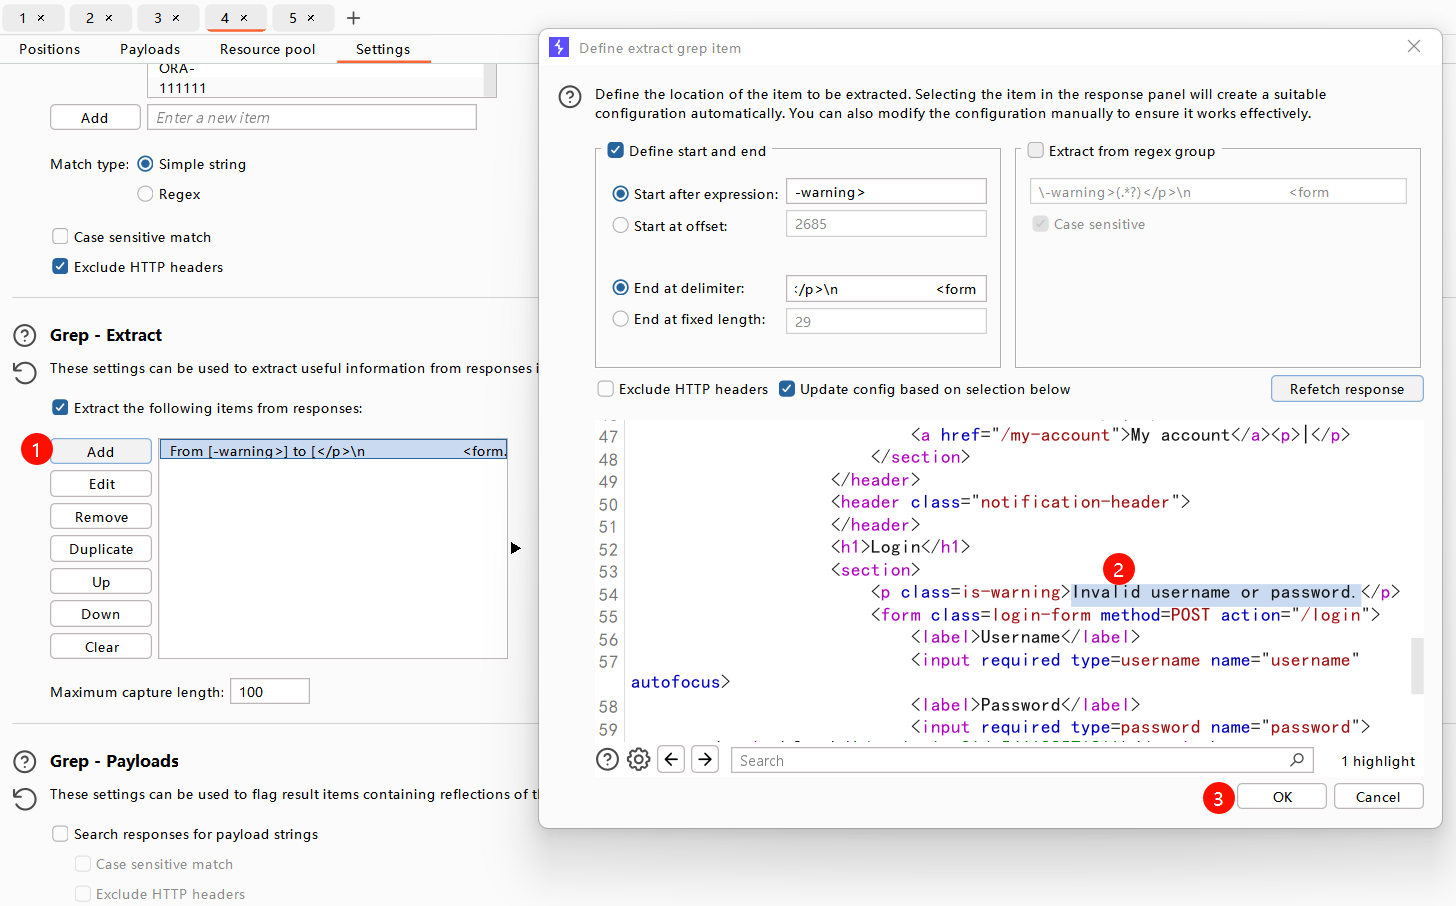 1 × 2 × 3 × 4 × 5 × +
Positions Payloads Resource pool Settings
ORA-
111111
Add Enter a new item
Match type: Simple string
Regex
Case sensitive match
Exclude HTTP headers
Grep - Extract
These settings can be used to extract useful information from responses i
Extract the following items from responses:
1
Add
Edit
Remove
Duplicate
Up
Down
Clear
From [-warning>] to [</p>\n <form.
Maximum capture length: 100
Grep - Payloads
These settings can be used to flag result items containing reflections of t
Search responses for payload strings
Case sensitive match
Exclude HTTP headers
Define extract grep item
Define the location of the item to be extracted. Selecting the item in the response panel will create a suitable
configuration automatically. You can also modify the configuration manually to ensure it works effectively.
Define start and end
Start after expression: -warning>
Start at offset: 2685
End at delimiter: </p>\n <form
End at fixed length: 29
Extract from regex group
\-warning>(.*?)</p>\n <form
Case sensitive
Exclude HTTP headers Update config based on selection below Refetch response
47 <a href="/my-account">My account</a><p>|</p>
48 </section>
49 </header>
50 <header class="notification-header">
51 </header>
52 <h1>Login</h1>
53 <section>
2
54 <p class=is-warning>Invalid username or password.</p>
55 <form class=login-form method=POST action="/login">
56 <label>Username</label>
57 <input required type=username name="username"
autofocus>
58 <label>Password</label>
59 <input required type=password name="password">
Search 1 highlight
3 OK Cancel